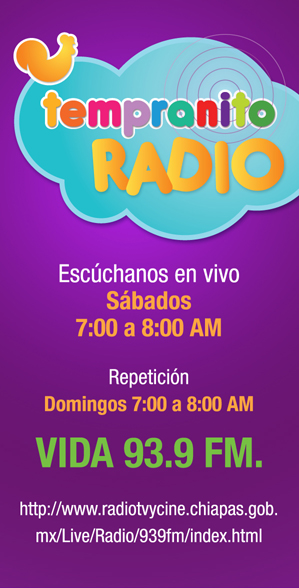 tempranito
RADIO
Escúchanos en vivo
Sábados
7:00 a 8:00 AM
Repetición
Domingos 7:00 a 8:00 AM
VIDA 93.9 FM.
http://www.radiotvycine.chiapas.gob.
mx/Live/Radio/939fm/index.html